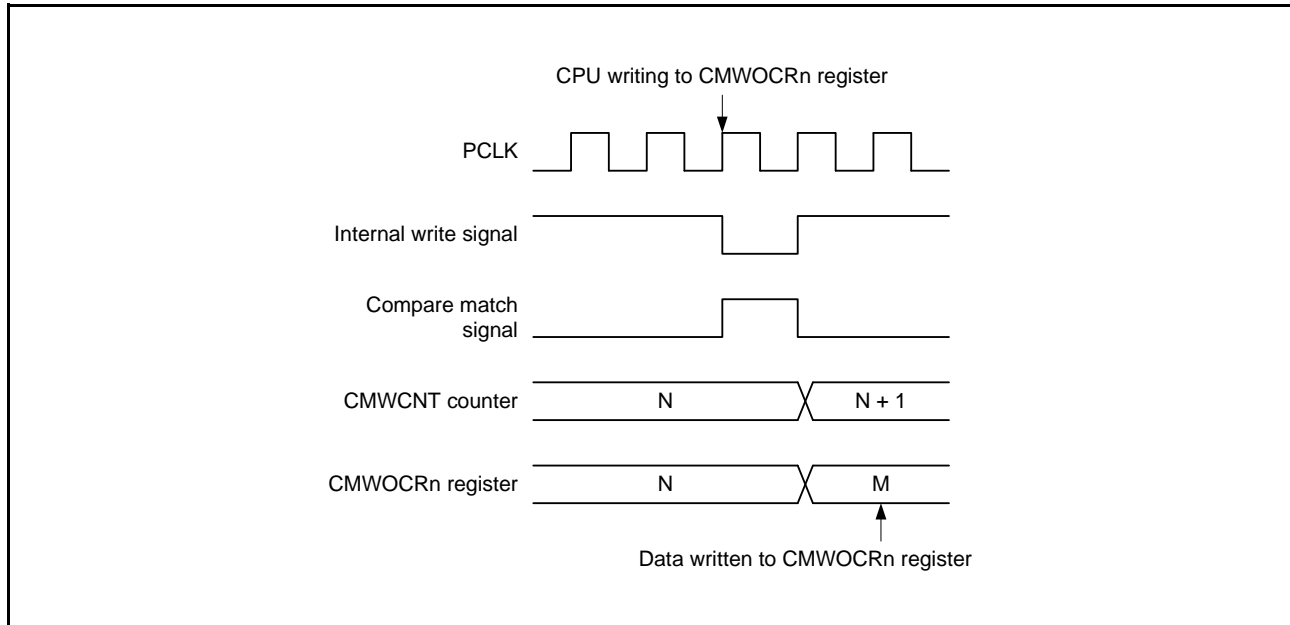 CPU writing to CMWOCRn register
PCLK
Internal write signal
Compare match
signal
CMWCNT counter
N
N + 1
CMWOCRn register
N
M
Data written to CMWOCRn register